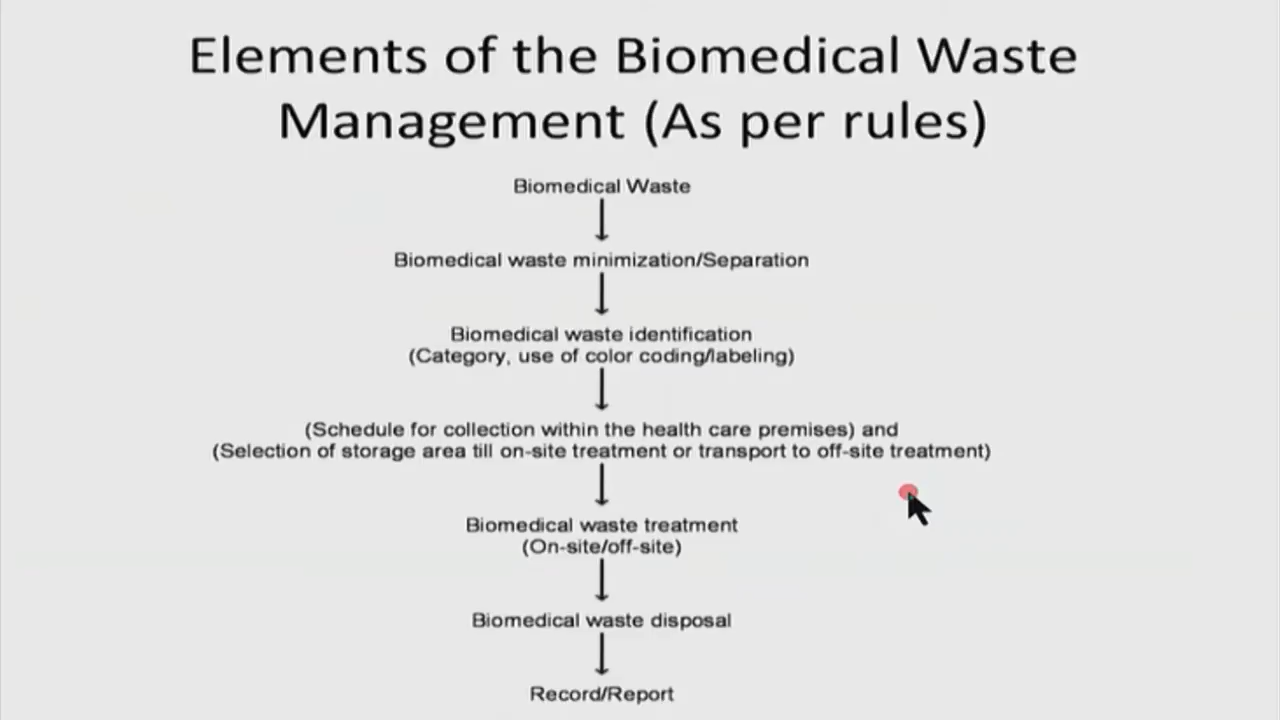 Elements of the Biomedical Waste
Management (As per rules)
Biomedical Waste
Biomedical waste minimization/Separation
Biomedical waste identification
(Category, use of color coding/labeling)
(Schedule for collection within the health care premises) and
(Selection of storage area till on-site treatment or transport to off-site treatment)
Biomedical waste treatment
(On-site/off-site)
Biomedical waste disposal
Record/Report